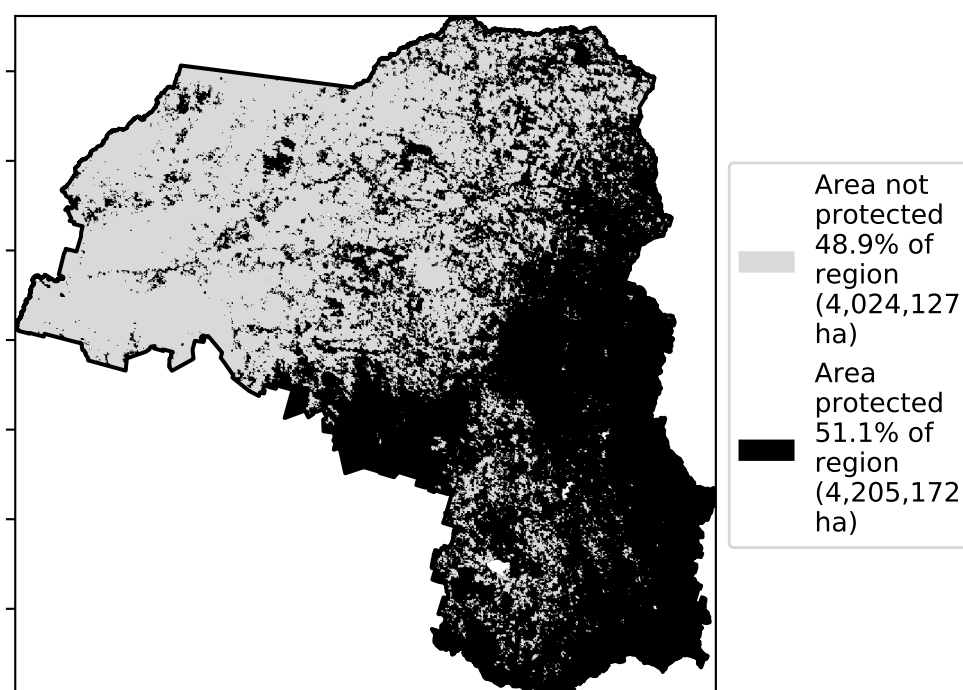 Area not
protected
48.9% of
region
(4,024,127
ha)
Area
protected
51.1% of
region
(4,205,172
ha)